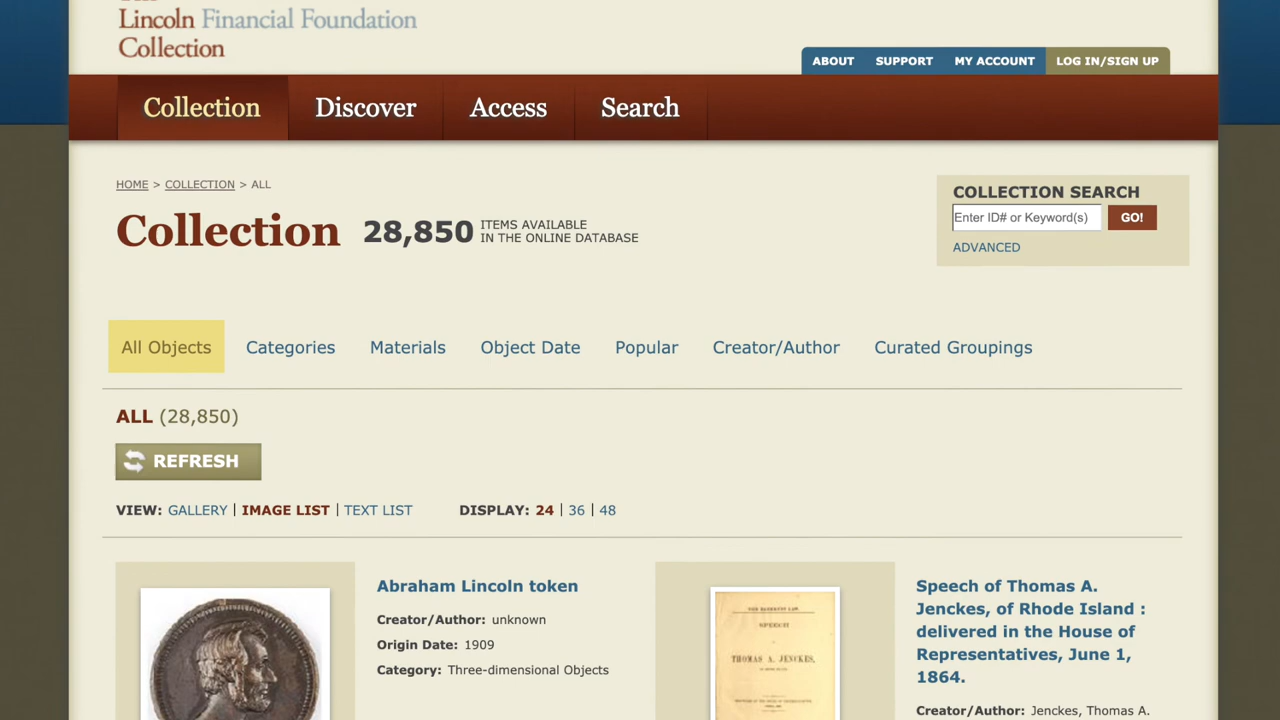 Lincoln Financial Foundation
Collection
ABOUT SUPPORT MY ACCOUNT LOG IN/SIGN UP
Collection Discover Access Search
HOME > COLLECTION > ALL
COLLECTION SEARCH
Enter ID# or Keyword(s) GO!
ADVANCED
Collection 28,850 ITEMS AVAILABLE
IN THE ONLINE DATABASE
All Objects Categories Materials Object Date Popular Creator/Author Curated Groupings
ALL (28,850)
REFRESH
VIEW: GALLERY | IMAGE LIST | TEXT LIST DISPLAY: 24 | 36 | 48
Abraham Lincoln token
Creator/Author: unknown
Origin Date: 1909
Category: Three-dimensional Objects
SPEECH
THOMAS A. JENCKES,
Speech of Thomas A.
Jenckes, of Rhode Island :
delivered in the House of
Representatives, June 1,
1864.
Creator/Author: Jenckes, Thomas A.